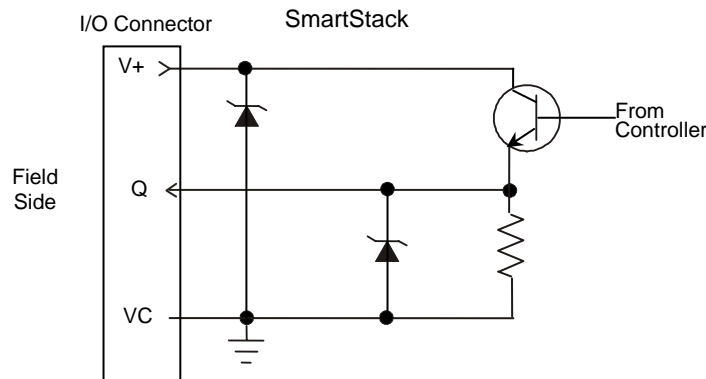 I/O Connector
SmartStack
V+
From
Controller
Field
Side
Q
VC